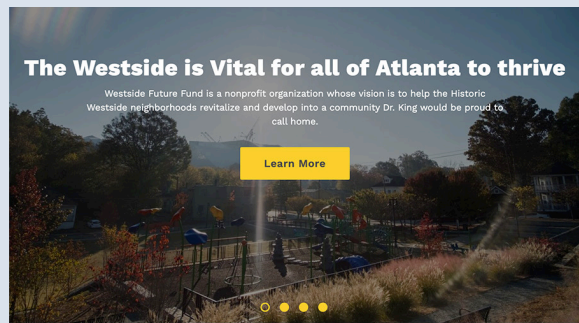 The Westside is Vital for all of Atlanta to thrive
Westside Future Fund is a nonprofit organization whose vision is to help the Historic
Westside neighborhoods revitalize and develop into a community Dr. King would be proud to
call home.
Learn More